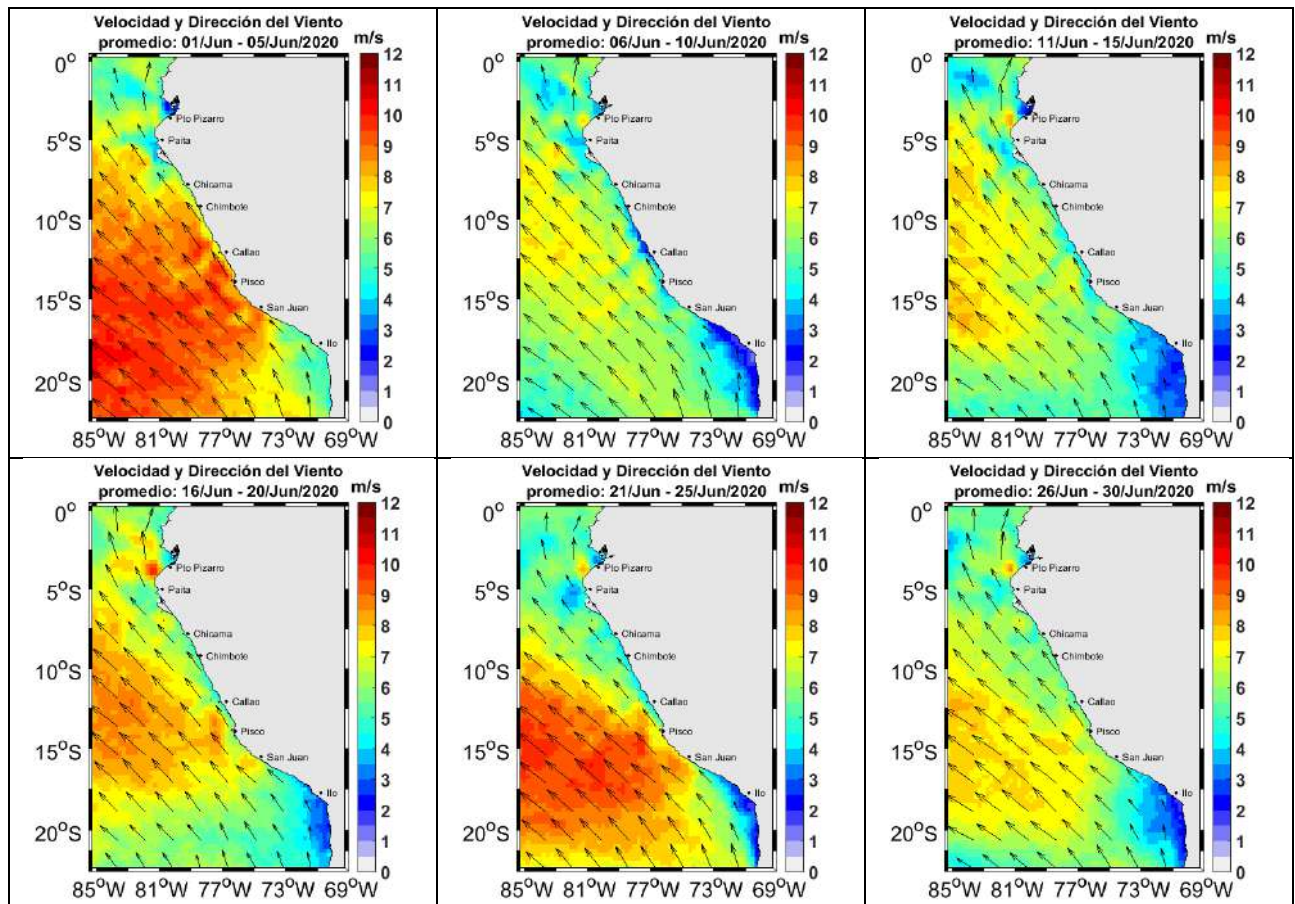 Velocidad y Dirección del Viento
promedio: 01/Jun - 05/Jun/2020 m/s
12
11
10
9
8
7
6
5
4
3
2
1
0
0°
5°S
10°S
15°S
20°S
Pto Pizarro
Paita
Chicama
Chimbote
Callao
Pisco
San Juan
Ilo
85°W 81°W 77°W 73°W 69°W
Velocidad y Dirección del Viento
promedio: 06/Jun - 10/Jun/2020 m/s
12
11
10
9
8
7
6
5
4
3
2
1
0
0°
5°S
10°S
15°S
20°S
Pto Pizarro
Paita
Chicama
Chimbote
Callao
Pisco
San Juan
Ilo
85°W 81°W 77°W 73°W 69°W
Velocidad y Dirección del Viento
promedio: 11/Jun - 15/Jun/2020 m/s
12
11
10
9
8
7
6
5
4
3
2
1
0
0°
5°S
10°S
15°S
20°S
Pto Pizarro
Paita
Chicama
Chimbote
Callao
Pisco
San Juan
Ilo
85°W 81°W 77°W 73°W 69°W
Velocidad y Dirección del Viento
promedio: 16/Jun - 20/Jun/2020 m/s
12
11
10
9
8
7
6
5
4
3
2
1
0
0°
5°S
10°S
15°S
20°S
Pto Pizarro
Paita
Chicama
Chimbote
Callao
Pisco
San Juan
Ilo
85°W 81°W 77°W 73°W 69°W
Velocidad y Dirección del Viento
promedio: 21/Jun - 25/Jun/2020 m/s
12
11
10
9
8
7
6
5
4
3
2
1
0
0°
5°S
10°S
15°S
20°S
Pto Pizarro
Paita
Chicama
Chimbote
Callao
Pisco
San Juan
Ilo
85°W 81°W 77°W 73°W 69°W
Velocidad y Dirección del Viento
promedio: 26/Jun - 30/Jun/2020 m/s
12
11
10
9
8
7
6
5
4
3
2
1
0
0°
5°S
10°S
15°S
20°S
Pto Pizarro
Paita
Chicama
Chimbote
Callao
Pisco
San Juan
Ilo
85°W 81°W 77°W 73°W 69°W